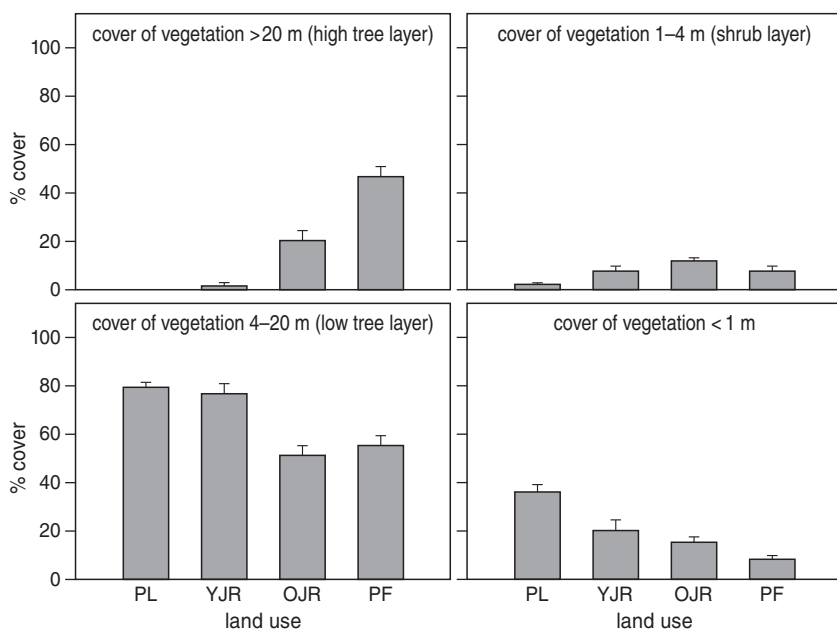 cover of vegetation >20 m (high tree layer)
% cover
100
80
60
40
20
0
cover of vegetation 1–4 m (shrub layer)
cover of vegetation 4–20 m (low tree layer)
% cover
100
80
60
40
20
0
PL YJR OJR PF
land use
cover of vegetation < 1 m
PL YJR OJR PF
land use